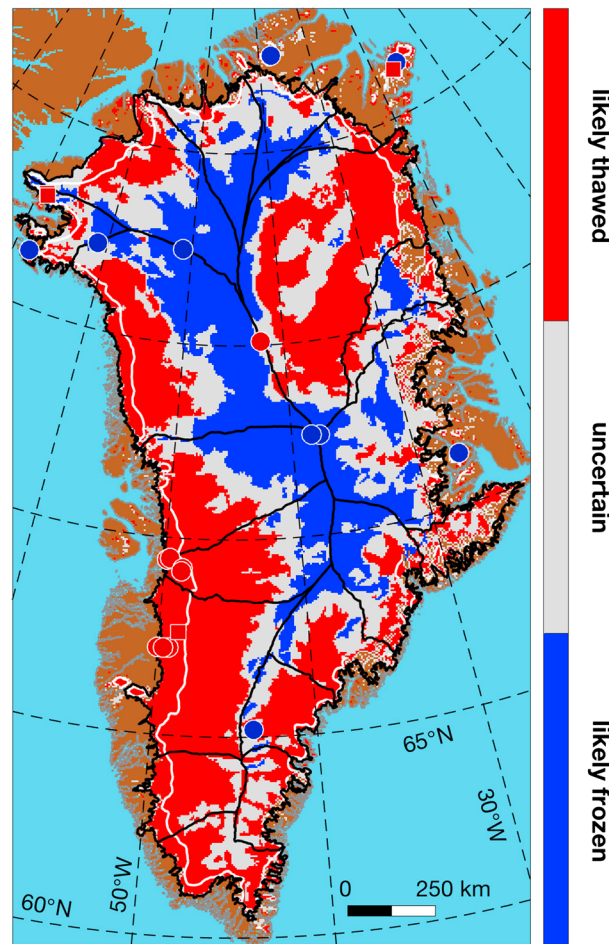 likely thawed
uncertain
likely frozen
65°N
30°W
50°W
60°N
0 250 km